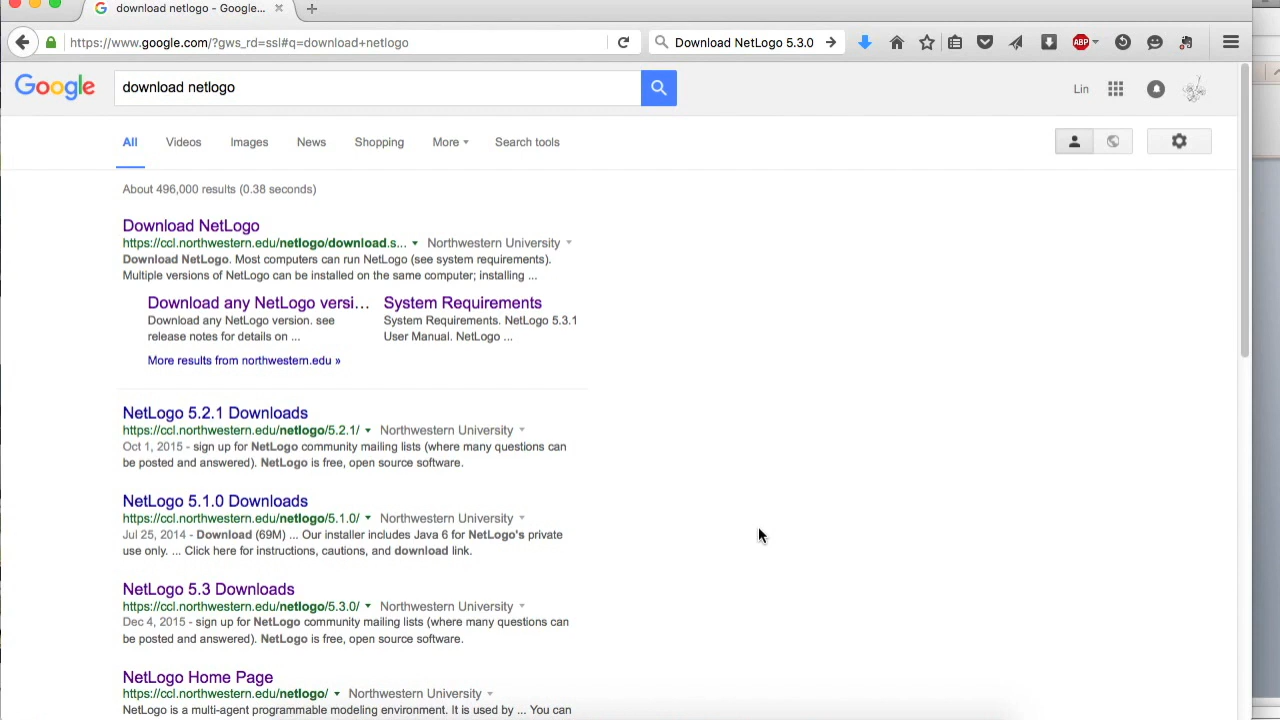 download netlogo - Google...
https://www.google.com/?gws_rd=ssl#q=download+netlogo
Download NetLogo 5.3.0
ABP
Google
download netlogo
Lin
All Videos Images News Shopping More Search tools
About 496,000 results (0.38 seconds)
Download NetLogo
https://ccl.northwestern.edu/netlogo/download.s... Northwestern University
Download NetLogo. Most computers can run NetLogo (see system requirements).
Multiple versions of NetLogo can be installed on the same computer; installing ...
Download any NetLogo versi...
Download any NetLogo version. see
release notes for details on ...
System Requirements
System Requirements. NetLogo 5.3.1
User Manual. NetLogo ...
More results from northwestern.edu »
NetLogo 5.2.1 Downloads
https://ccl.northwestern.edu/netlogo/5.2.1/ Northwestern University
Oct 1, 2015 - sign up for NetLogo community mailing lists (where many questions can
be posted and answered). NetLogo is free, open source software.
NetLogo 5.1.0 Downloads
https://ccl.northwestern.edu/netlogo/5.1.0/ Northwestern University
Jul 25, 2014 - Download (69M) ... Our installer includes Java 6 for NetLogo's private
use only. ... Click here for instructions, cautions, and download link.
NetLogo 5.3 Downloads
https://ccl.northwestern.edu/netlogo/5.3.0/ Northwestern University
Dec 4, 2015 - sign up for NetLogo community mailing lists (where many questions can
be posted and answered). NetLogo is free, open source software.
NetLogo Home Page
https://ccl.northwestern.edu/netlogo/ Northwestern University
NetLogo is a multi-agent programmable modeling environment. It is used by ... You can